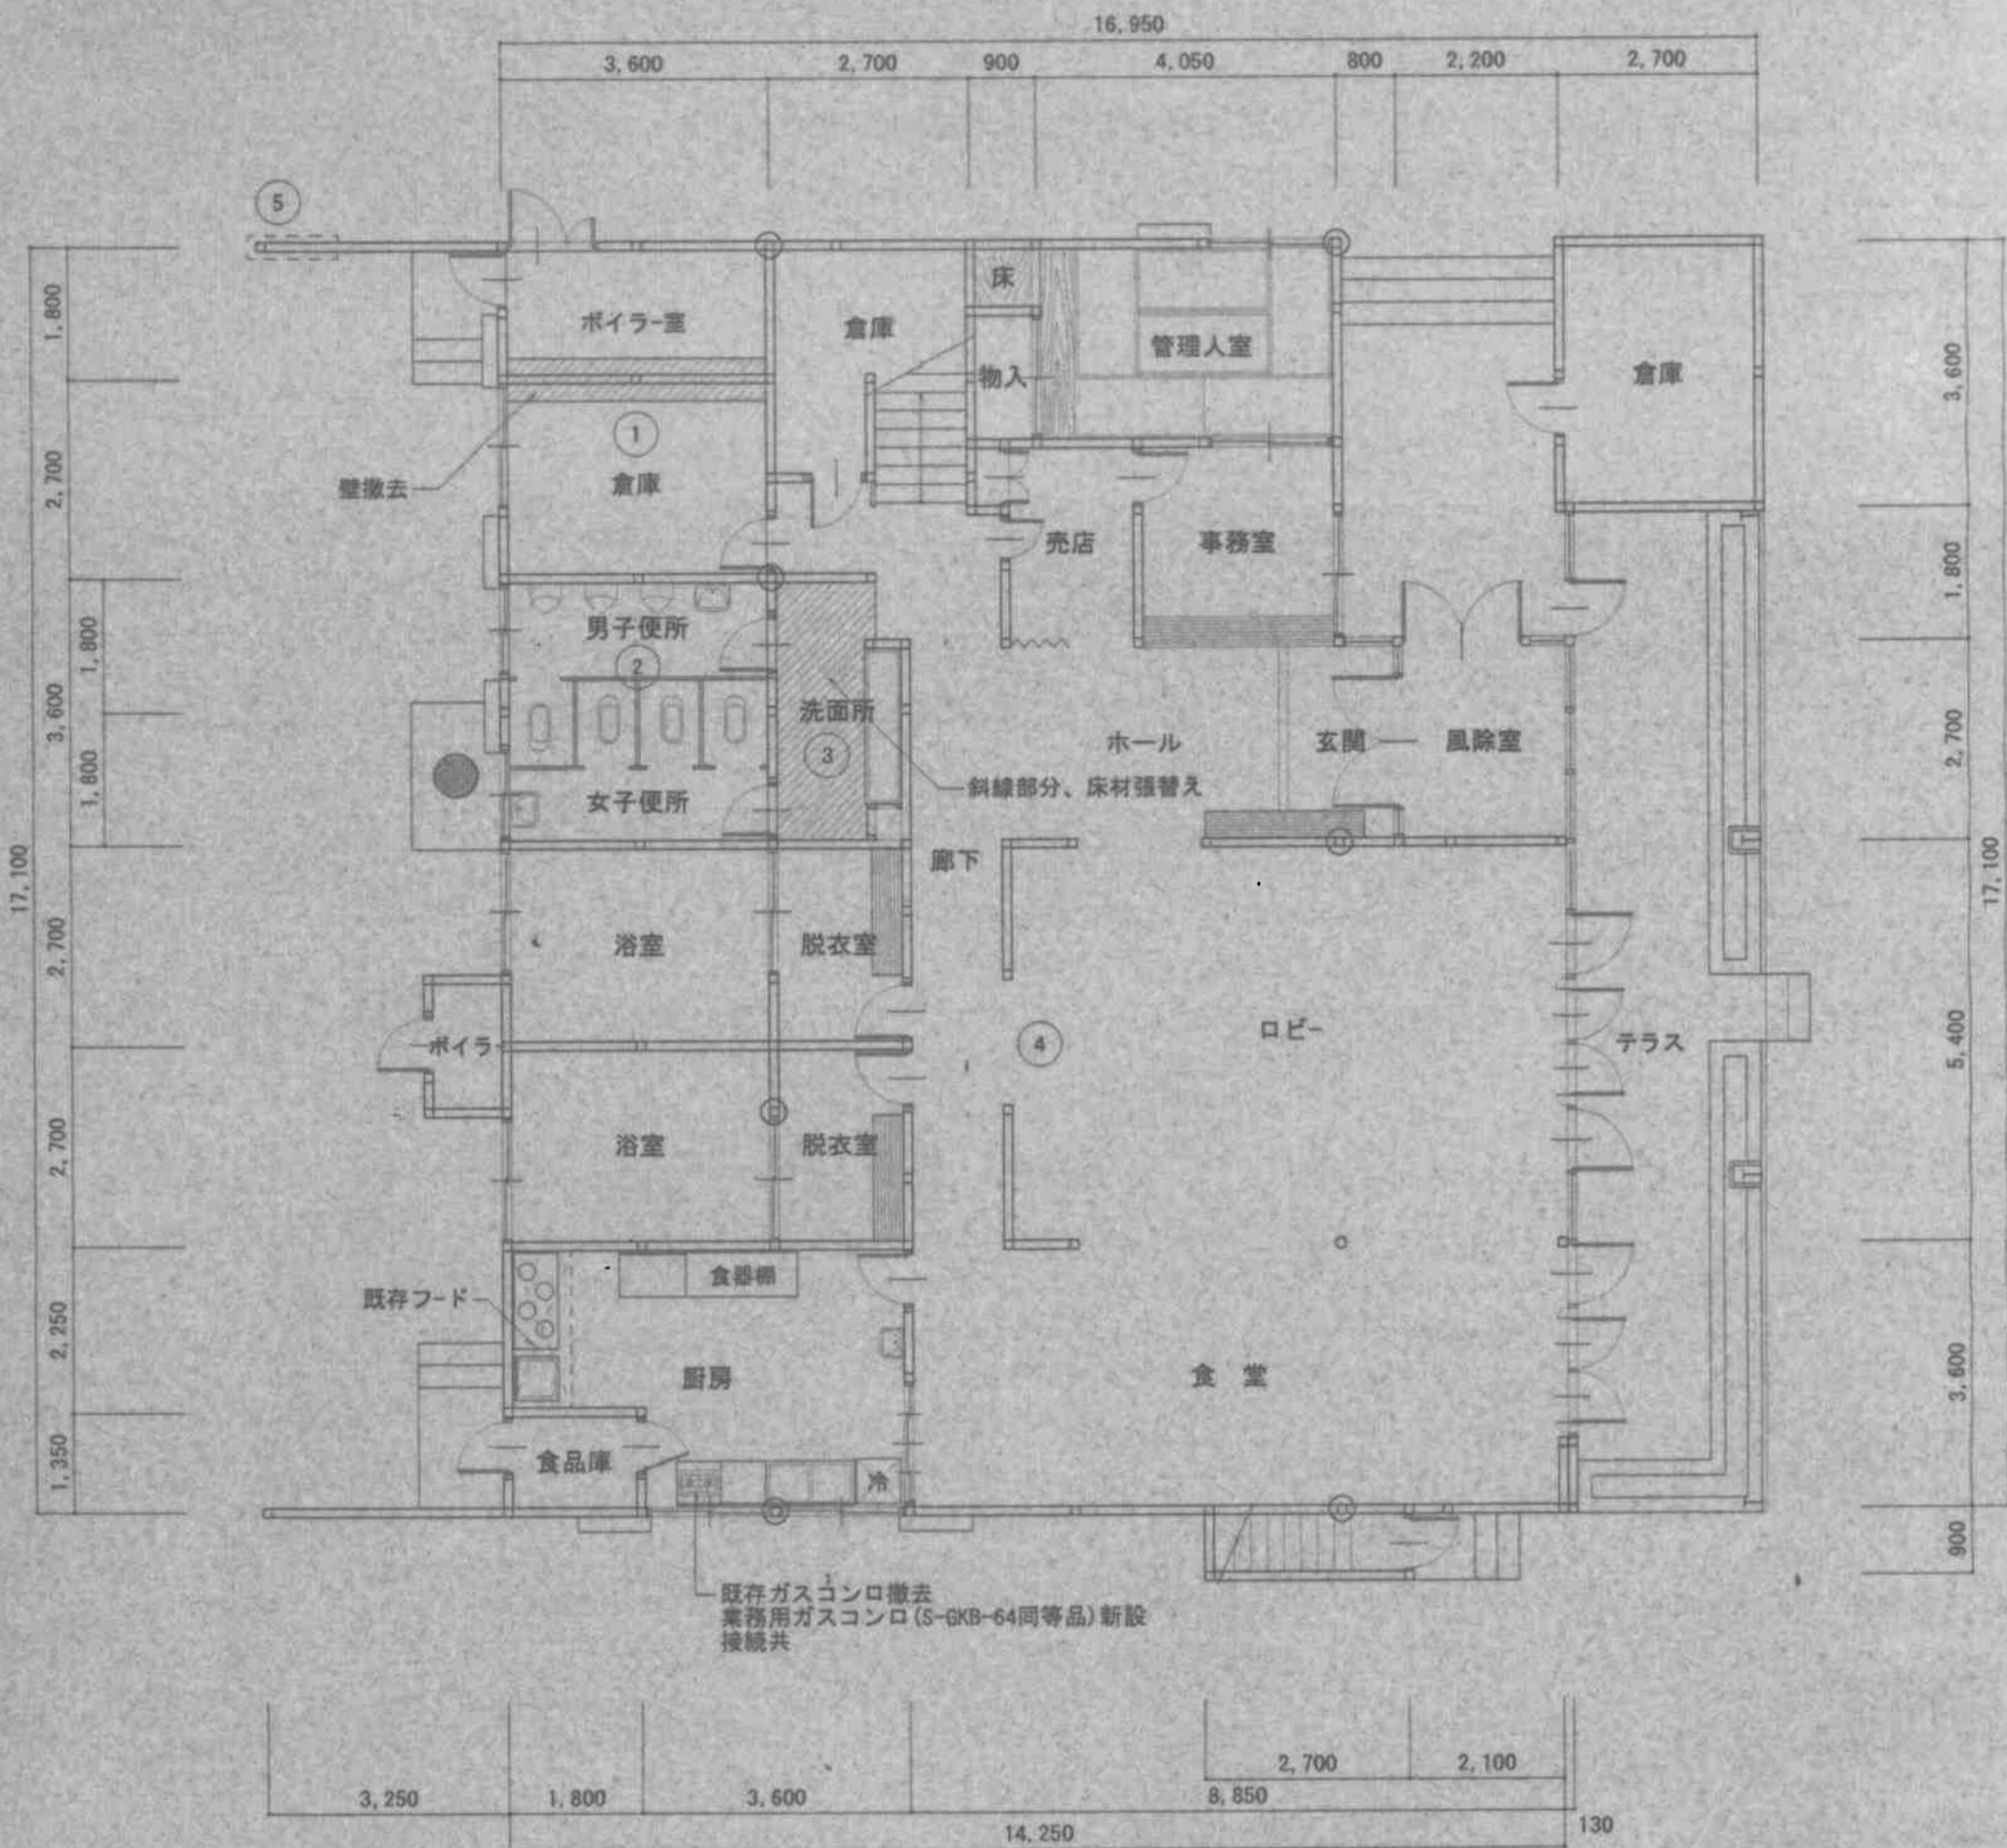 16,950
3,600
2,700
900
4,050
800
2,200
2,700
⑤
床
ボイラー室
倉庫
管理人室
物入
倉庫
①
壁撤去
倉庫
売店
事務室
男子便所
②
洗面所
③
ホール
玄関
風除室
斜線部分、床材張替え
女子便所
廊下
浴室
脱衣室
ボイラ
④
ロビー
テラス
浴室
脱衣室
食器棚
既存フード
厨房
食堂
食品庫
既存ガスコンロ撤去
業務用ガスコンロ(S-GKB-64同等品)新設
接続共
17,100
1,800
2,700
3,600
1,800
1,800
2,700
2,700
2,250
1,350
3,600
1,800
2,700
5,400
3,600
900
17,100
2,700
2,100
3,250
1,800
3,600
8,850
130
14,250